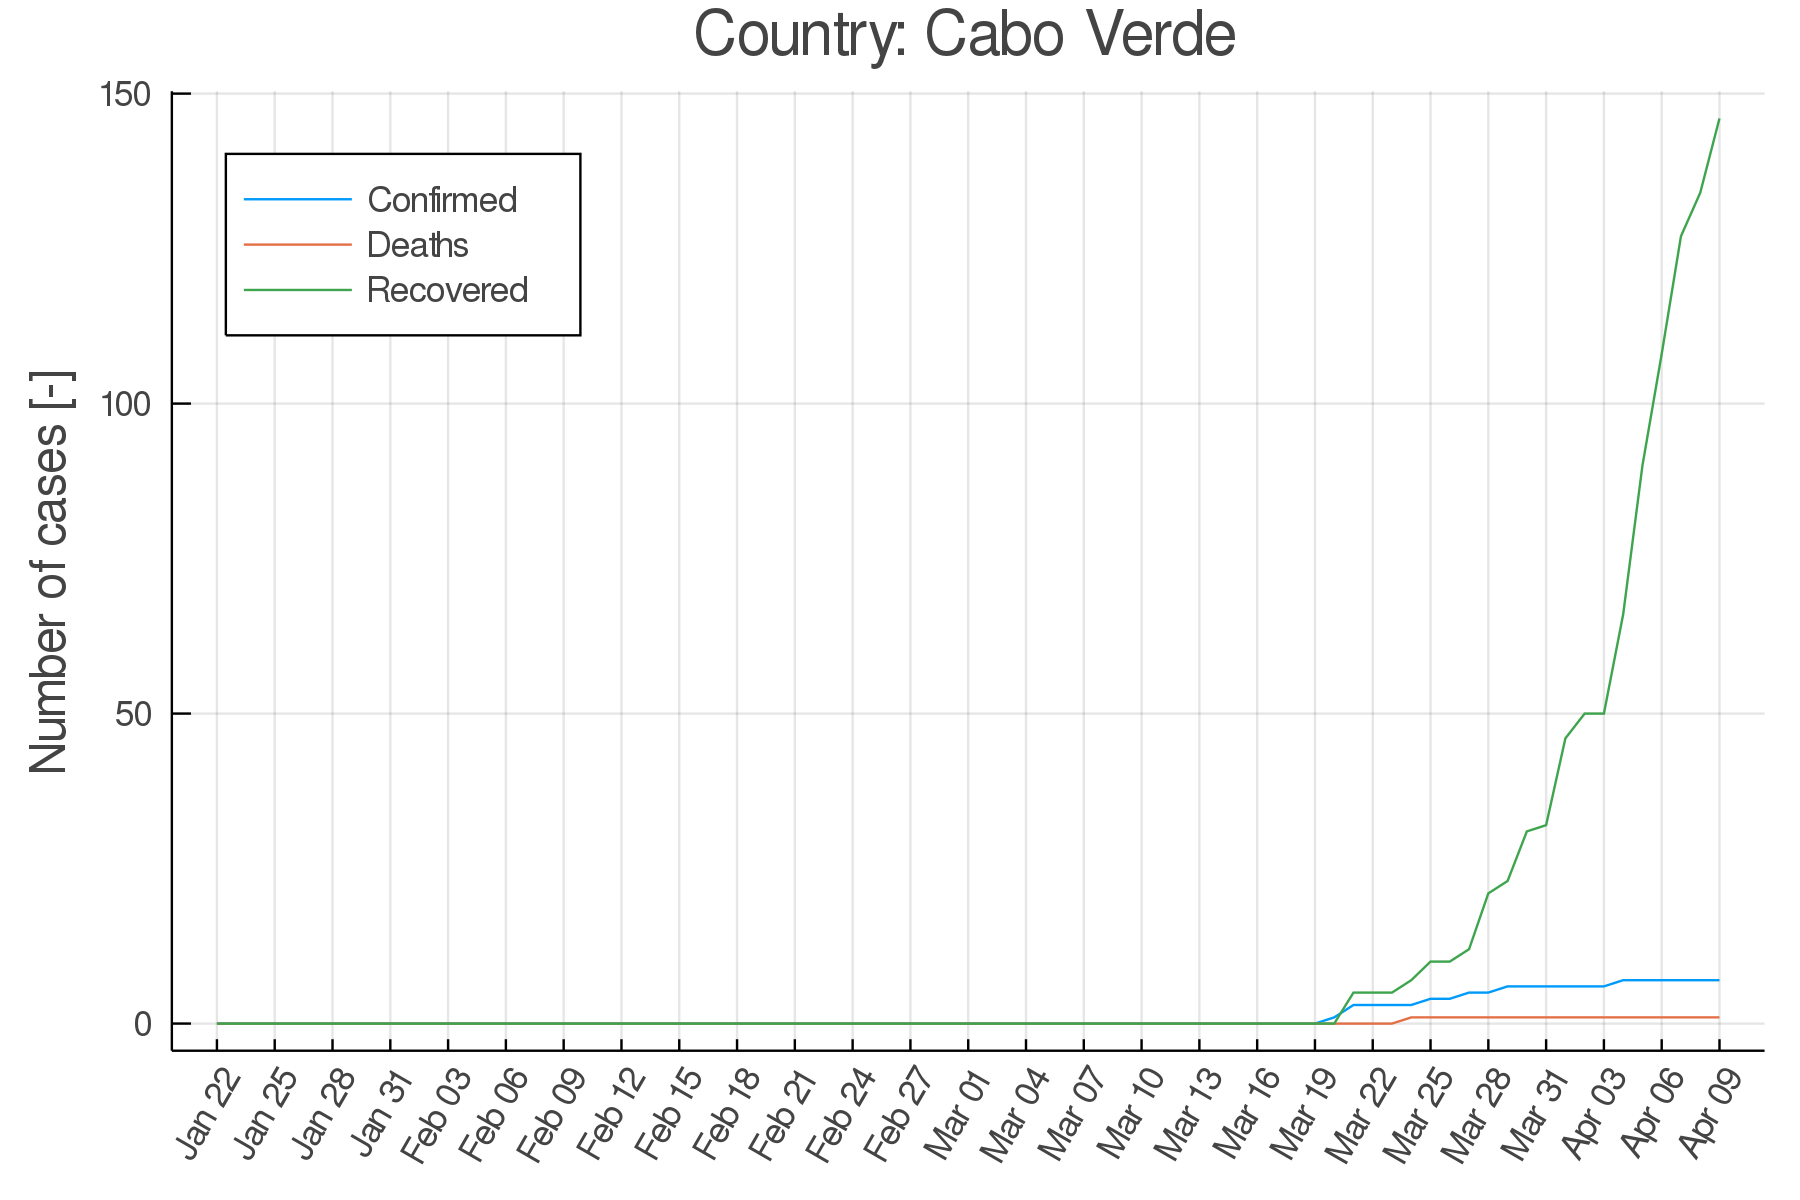 Country: Cabo Verde
Number of cases [-]
150
100
50
0
Confirmed
Deaths
Recovered
Jan 22
Jan 25
Jan 28
Jan 31
Feb 03
Feb 06
Feb 09
Feb 12
Feb 15
Feb 18
Feb 21
Feb 24
Feb 27
Mar 01
Mar 04
Mar 07
Mar 10
Mar 13
Mar 16
Mar 19
Mar 22
Mar 25
Mar 28
Mar 31
Apr 03
Apr 06
Apr 09